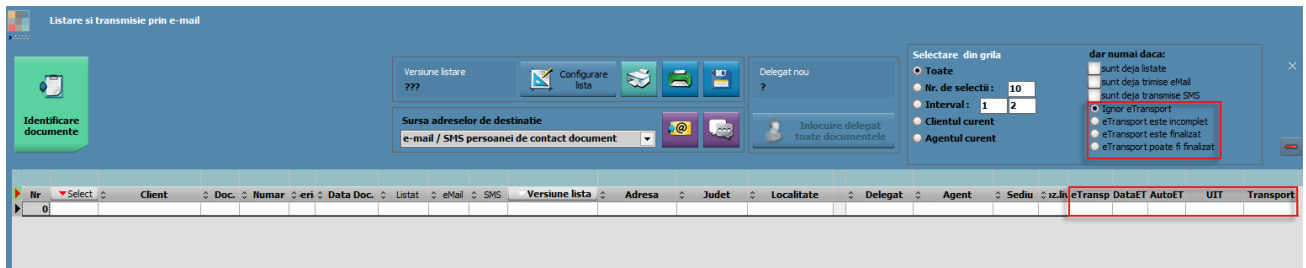 Listare si transmisie prin e-mail
Identificare
documente
Versiune listare
???
Configurare
lista
Sursa adreselor de destinatie
e-mail / SMS persoanei de contact document
Delegat nou
?
Inlocuire delegat
toate documentele
Selectare din grila
Toate
Nr. de selectii : 10
Interval : 1 2
Clientul curent
Agentul curent
dar numai daca:
sunt deja listate
sunt deja trimise eMail
sunt deja transmise SMS
Ignor eTransport
eTransport este incomplet
eTransport este finalizat
eTransport poate fi finalizat
Nr Select Client Doc. Numar eri Data Doc. Listat eMail SMS Versiune lista Adresa Judet Localitate Delegat Agent Sediu oz.liv eTransp DataET AutoET UIT Transport
0